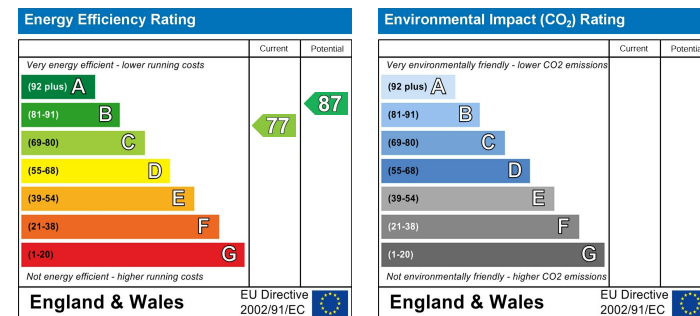 Energy Efficiency Rating
Current Potential
Very energy efficient - lower running costs
(92 plus) A
(81-91) B
(69-80) C
(55-68) D
(39-54) E
(21-38) F
(1-20) G
77
87
Not energy efficient - higher running costs
England & Wales
EU Directive
2002/91/EC
Environmental Impact (CO₂) Rating
Current Potentia
Very environmentally friendly - lower CO2 emissions
(92 plus) A
(81-91) B
(69-80) C
(55-68) D
(39-54) E
(21-38) F
(1-20) G
Not environmentally friendly - higher CO2 emissions
England & Wales
EU Directive
2002/91/EC